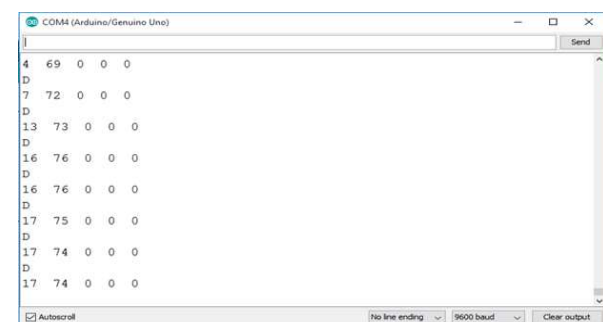 COM4 (Arduino/Genuino Uno)
Send
4 69 0 0 0
D
7 72 0 0 0
D
13 73 0 0 0
D
16 76 0 0 0
D
16 76 0 0 0
D
17 75 0 0 0
D
17 74 0 0 0
D
17 74 0 0 0
Autoscroll No line ending 9600 baud Clear output